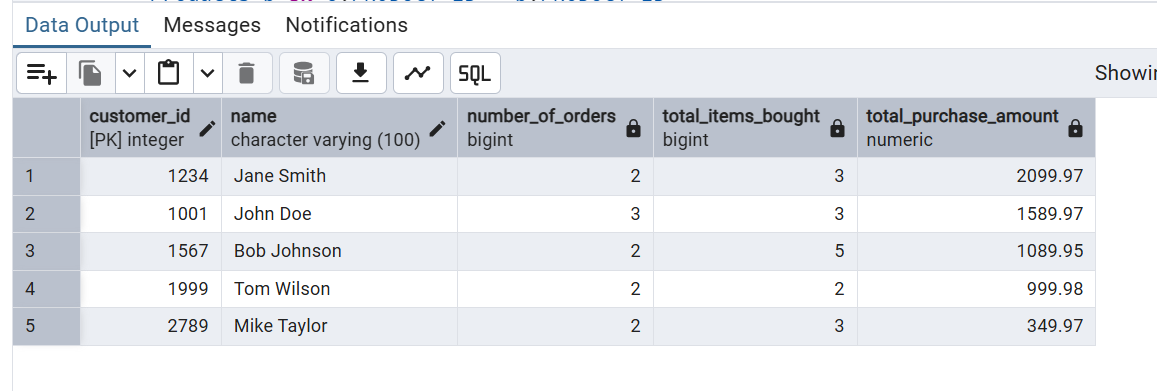 Data Output Messages Notifications
SQL
Showin
customer_id name number_of_orders total_items_bought total_purchase_amount
[PK] integer character varying (100) bigint bigint numeric
1 1234 Jane Smith 2 3 2099.97
2 1001 John Doe 3 3 1589.97
3 1567 Bob Johnson 2 5 1089.95
4 1999 Tom Wilson 2 2 999.98
5 2789 Mike Taylor 2 3 349.97